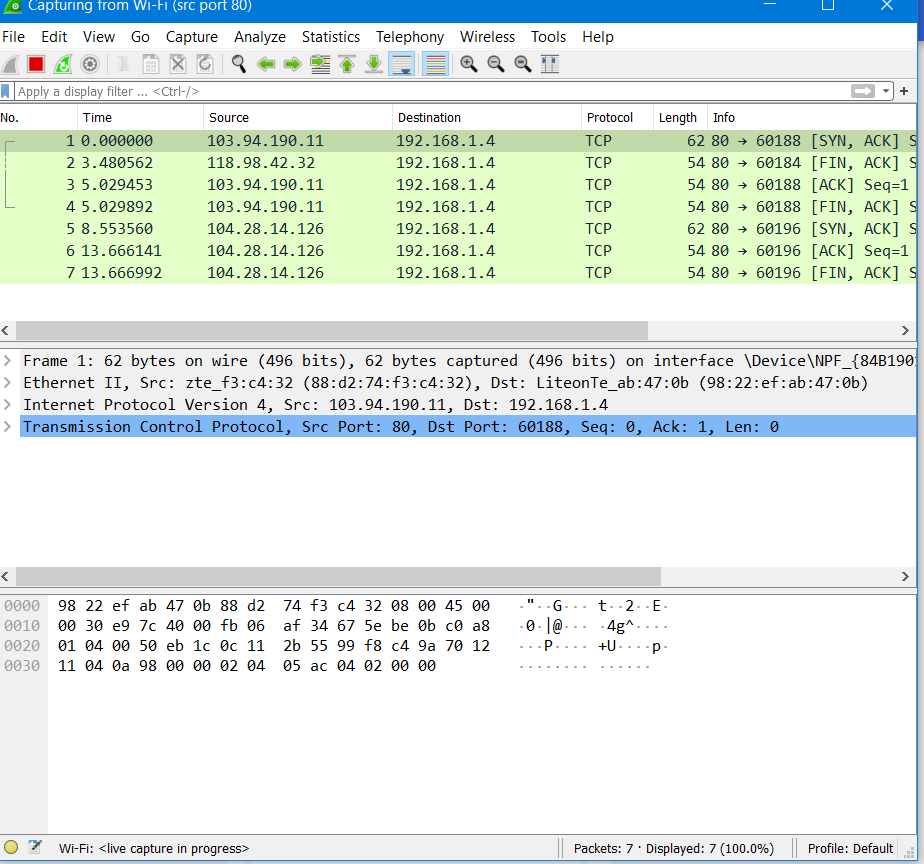 Capturing from Wi-Fi (src port 80)
File Edit View Go Capture Analyze Statistics Telephony Wireless Tools Help
Apply a display filter ... <Ctrl-/>
No. Time Source Destination Protocol Length Info
1 0.000000 103.94.190.11 192.168.1.4 TCP 62 80 → 60188 [SYN, ACK] S
2 3.480562 118.98.42.32 192.168.1.4 TCP 54 80 → 60184 [FIN, ACK] S
3 5.029453 103.94.190.11 192.168.1.4 TCP 54 80 → 60188 [ACK] Seq=1
4 5.029892 103.94.190.11 192.168.1.4 TCP 54 80 → 60188 [FIN, ACK] S
5 8.553560 104.28.14.126 192.168.1.4 TCP 62 80 → 60196 [SYN, ACK] S
6 13.666141 104.28.14.126 192.168.1.4 TCP 54 80 → 60196 [ACK] Seq=1
7 13.666992 104.28.14.126 192.168.1.4 TCP 54 80 → 60196 [FIN, ACK] S
Frame 1: 62 bytes on wire (496 bits), 62 bytes captured (496 bits) on interface \Device\NPF_{84B190
Ethernet II, Src: zte_f3:c4:32 (88:d2:74:f3:c4:32), Dst: LiteonTe_ab:47:0b (98:22:ef:ab:47:0b)
Internet Protocol Version 4, Src: 103.94.190.11, Dst: 192.168.1.4
Transmission Control Protocol, Src Port: 80, Dst Port: 60188, Seq: 0, Ack: 1, Len: 0
0000 98 22 ef ab 47 0b 88 d2 74 f3 c4 32 08 00 45 00 ·"··G··· t··2··E·
0010 00 30 e9 7c 40 00 fb 06 af 34 67 5e be 0b c0 a8 ·0·|@··· ·4g^····
0020 01 04 00 50 eb 1c 0c 11 2b 55 99 f8 c4 9a 70 12 ···P···· +U····p·
0030 11 04 0a 98 00 00 02 04 05 ac 04 02 00 00 ········ ······
Wi-Fi: <live capture in progress> Packets: 7 · Displayed: 7 (100.0%) Profile: Default